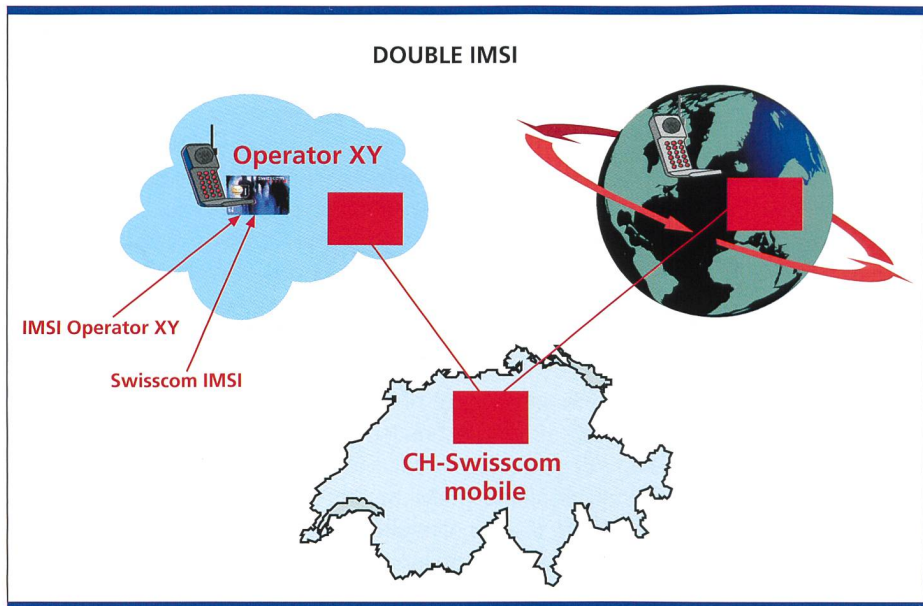 DOUBLE IMSI
Operator XY
IMSI Operator XY
Swisscom IMSI
CH-Swisscom
mobile